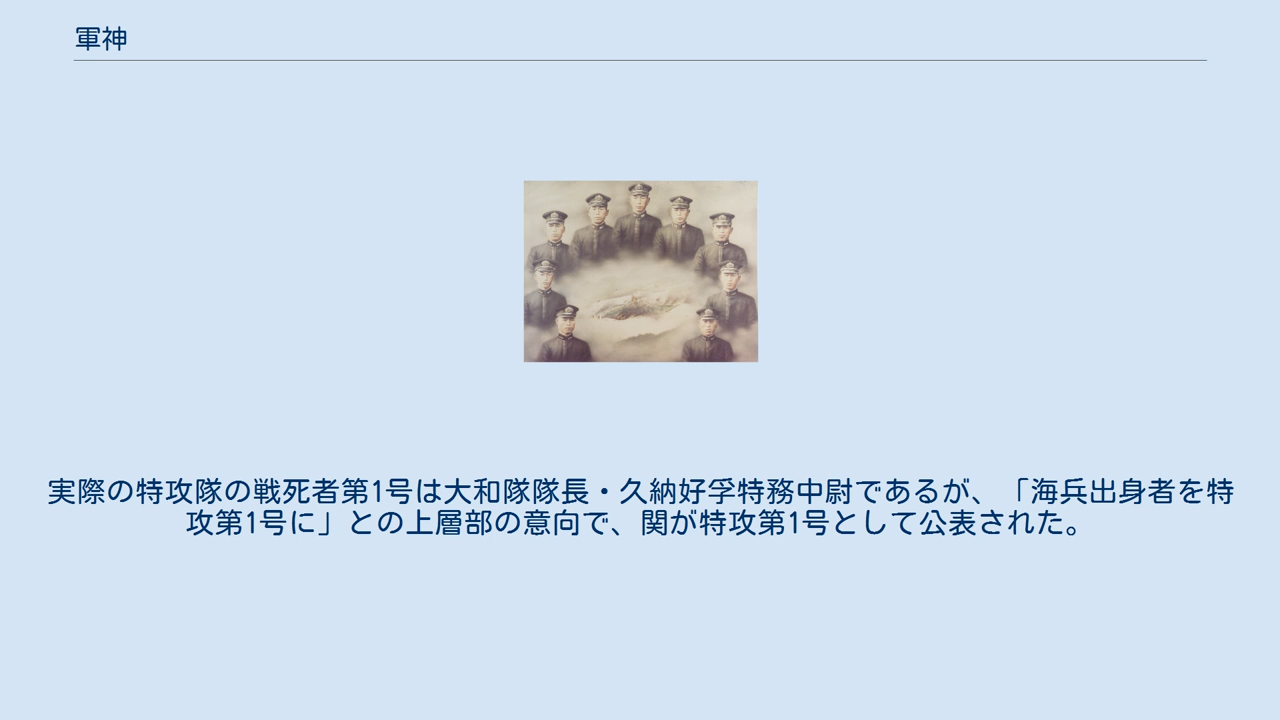 軍神
実際の特攻隊の戦死者第1号は大和隊隊長・久納好孚特務中尉であるが、「海兵出身者を特
攻第1号に」との上層部の意向で、関が特攻第1号として公表された。